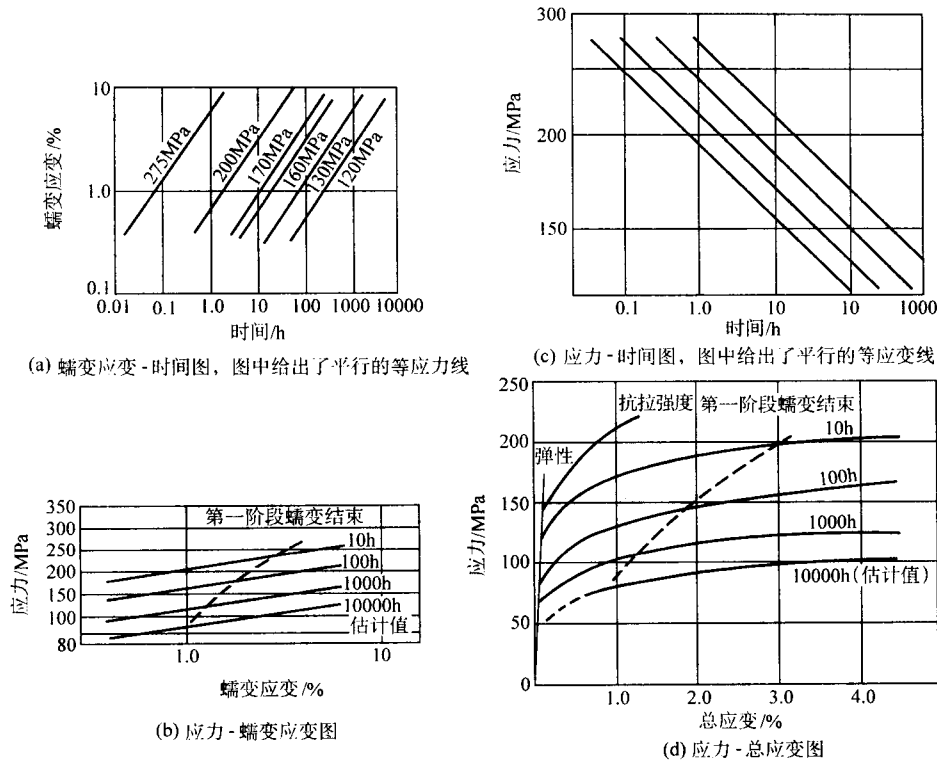 10
1.0
0.1
蠕变应变/%
275MPa
200MPa
170MPa
160MPa
130MPa
120MPa
0.01
0.1
1.0
10
100
1000
10000
时间/h
(a) 蠕变应变-时间图，图中给出了平行的等应力线
350
300
250
200
150
100
80
应力/MPa
第一阶段蠕变结束
10h
100h
1000h
10000h
估计值
1.0
10
蠕变应变/%
(b) 应力-蠕变应变图
300
200
150
应力/MPa
0.1
1.0
10
10
1000
时间/h
(c) 应力-时间图，图中给出了平行的等应变线
250
200
150
100
50
0
应力/MPa
抗拉强度
第一阶段蠕变结束
弹性
10h
100h
1000h
10000h(估计值)
1.0
2.0
3.0
4.0
总应变/%
(d) 应力-总应变图